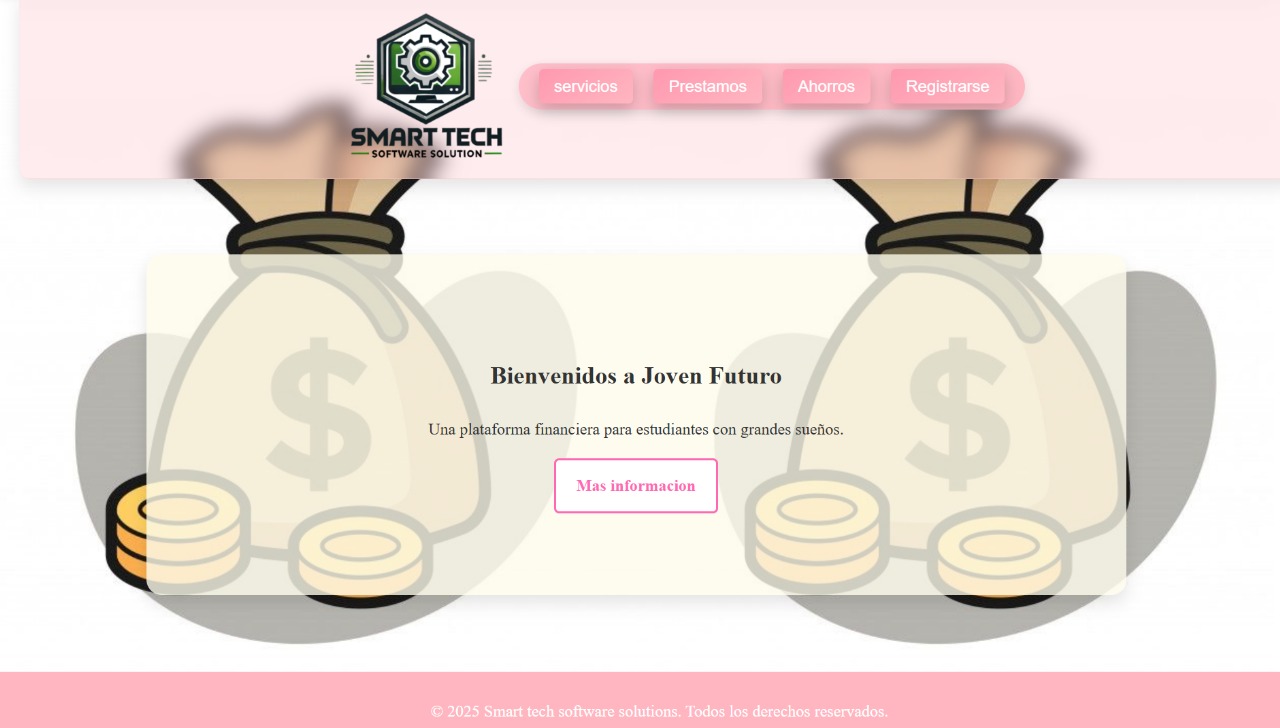 SMART TECH
SOFTWARE SOLUTION
servicios Prestamos Ahorros Registrarse
$ $
Bienvenidos a Joven Futuro
Una plataforma financiera para estudiantes con grandes sueños.
Mas informacion
© 2025 Smart tech software solutions. Todos los derechos reservados.